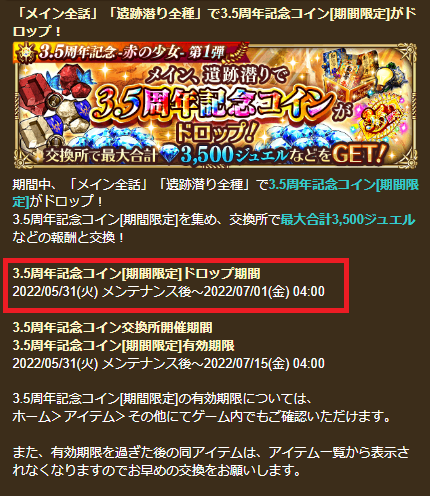 「メイン全話」「遺跡潜り全種」で3.5周年記念コイン[期間限定]がド
ロップ！
3.5周年記念-赤の少女- 第1弾
メイン、遺跡潜りで
3.5周年記念コインが
ドロップ！
交換所で最大合計3,500ジュエルなどをGET!
期間中、「メイン全話」「遺跡潜り全種」で3.5周年記念コイン[期間限
定]がドロップ！
3.5周年記念コイン[期間限定]を集め、交換所で最大合計3,500ジュエル
などの報酬と交換！
3.5周年記念コイン[期間限定]ドロップ期間
2022/05/31(火) メンテナンス後～2022/07/01(金) 04:00
3.5周年記念コイン交換所開催期間
3.5周年記念コイン[期間限定]有効期限
2022/05/31(火) メンテナンス後～2022/07/15(金) 04:00
3.5周年記念コイン[期間限定]の有効期限については、
ホーム＞アイテム＞その他にてゲーム内でもご確認いただけます。
また、有効期限を過ぎた後の同アイテムは、アイテム一覧から表示さ
れなくなりますのでお早めの交換をお願いします。